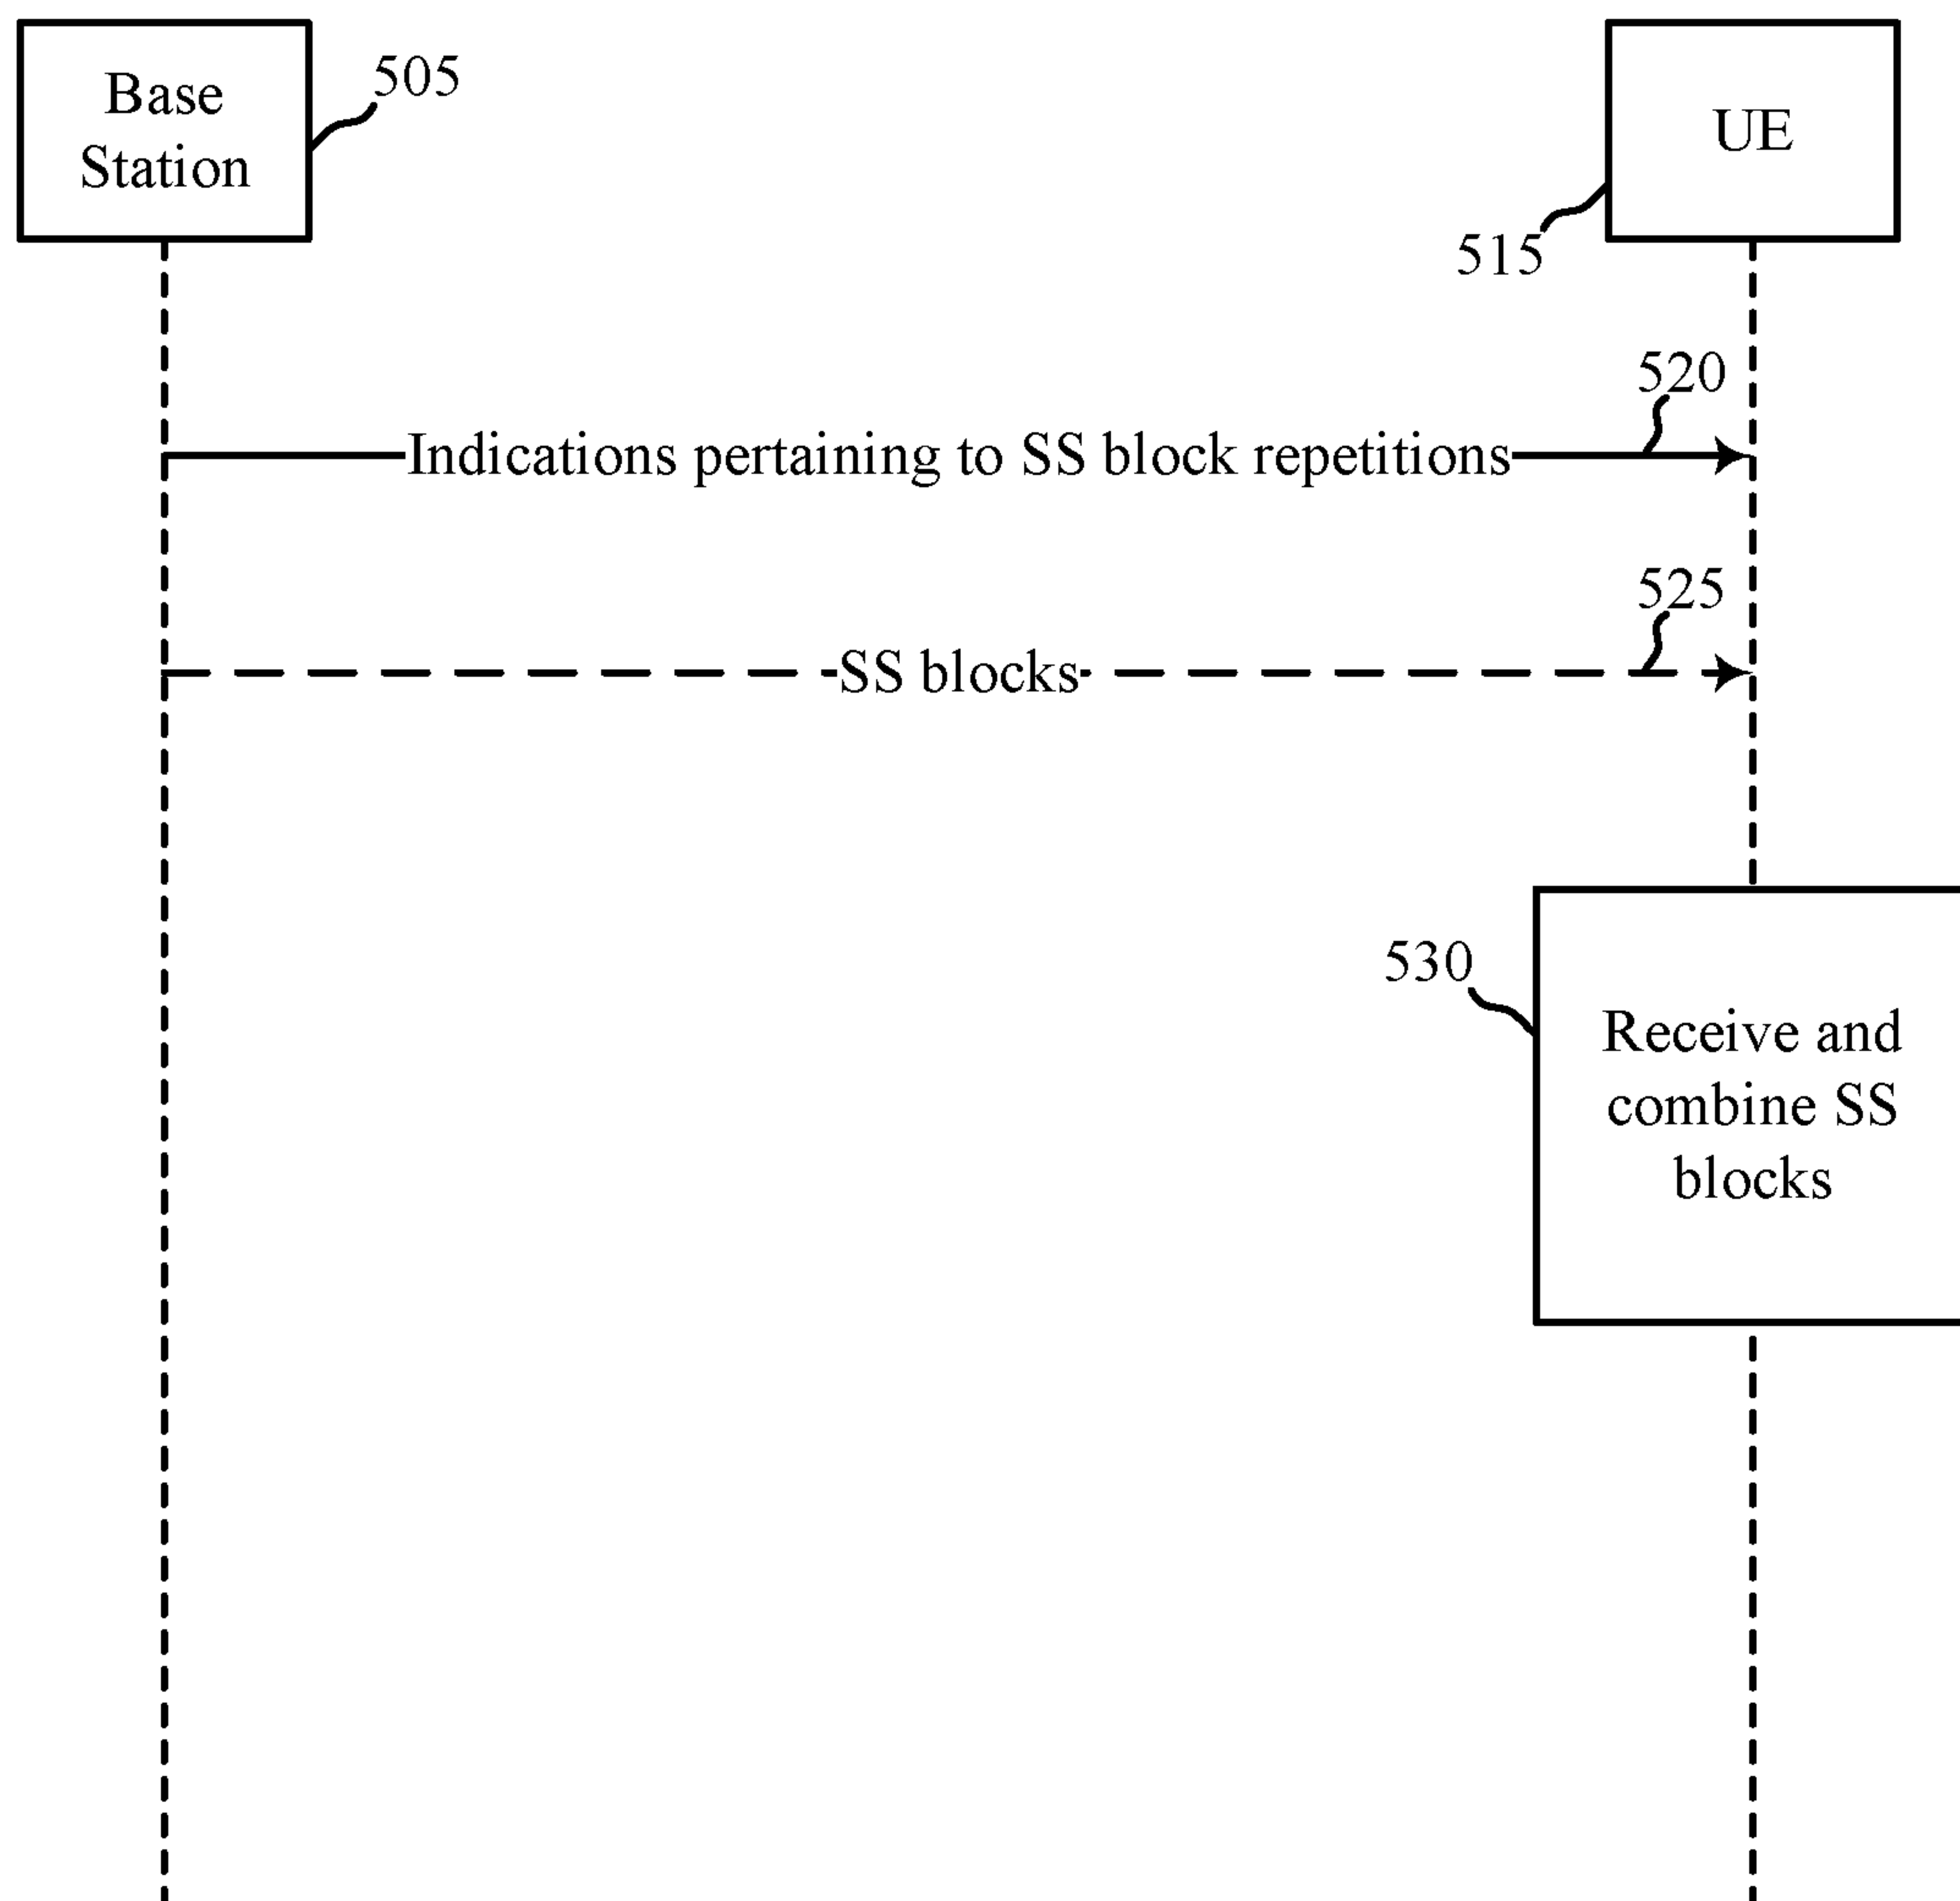 Base
Station
505
UE
515
520
Indications pertaining to SS block repetitions
525
SS blocks
530
Receive and
combine SS
blocks